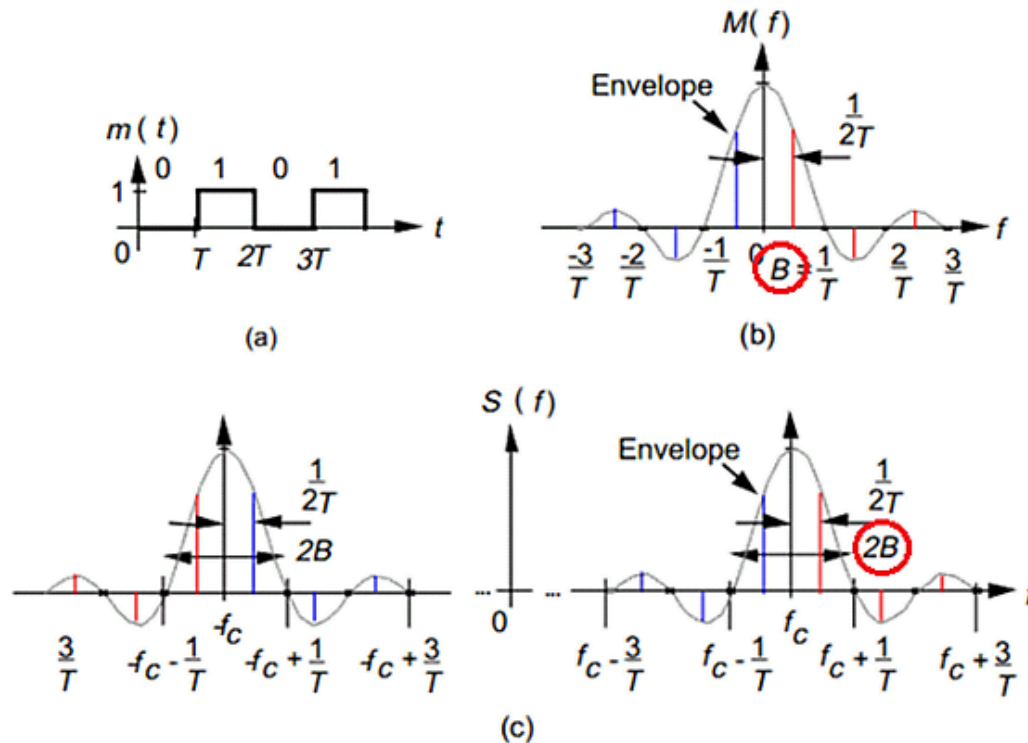 m(t)
0 1 0 1
1
0
T 2T 3T
t
(a)
M(f)
Envelope
1/2T
f
-3/T -2/T -1/T 0 B = 1/T 2/T 3/T
(b)
S(f)
1/2T
2B
-fc
3/T -fc - 1/T -fc + 1/T -fc + 3/T
... 0 ...
Envelope
1/2T
2B
fc
fc - 3/T fc - 1/T fc + 1/T fc + 3/T
(c)